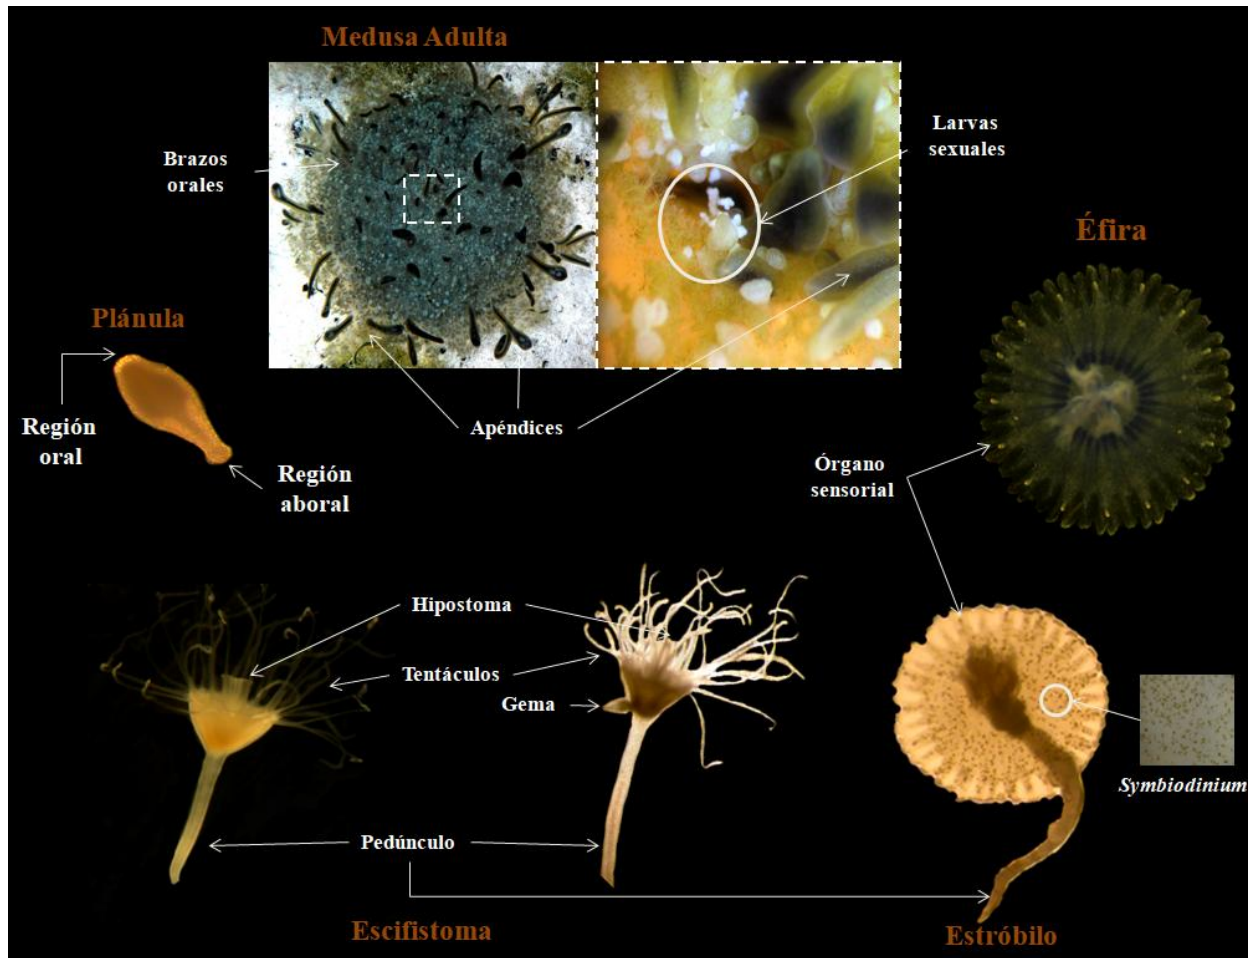 Medusa Adulta
Larvas
sexuales
Brazos
orales
Éfira
Plánula
Región
oral
Apéndices
Región
aboral
Órgano
sensorial
Hipostoma
Tentáculos
Gema
Symbiodinium
Pedúnculo
Escifistoma
Estróbilo